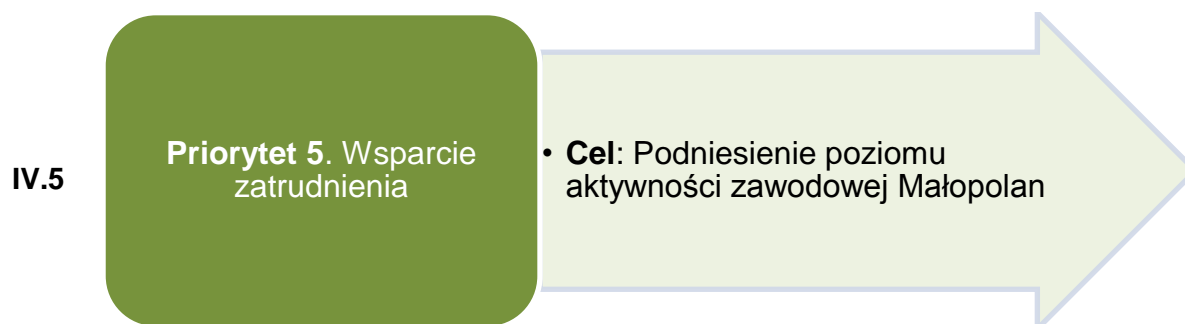 IV.5
Priorytet 5. Wsparcie
zatrudnienia
• Cel: Podniesienie poziomu
aktywności zawodowej Małopolan